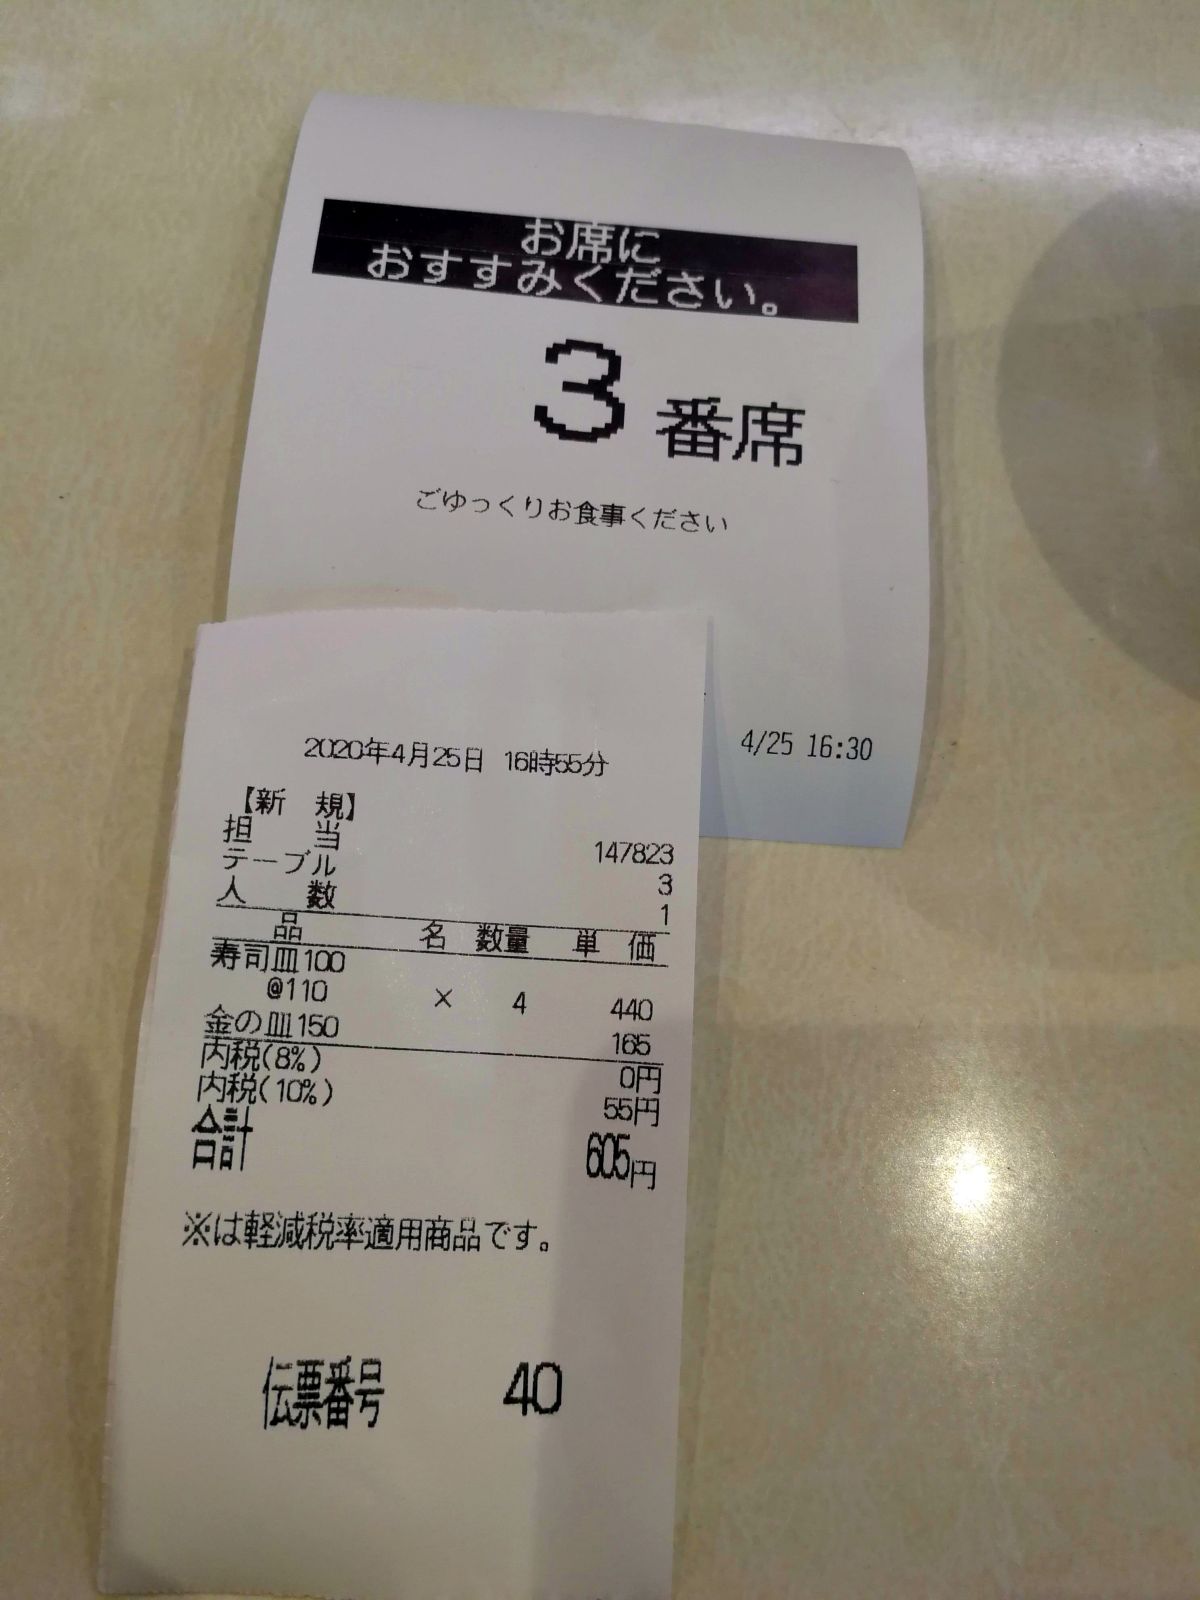 お席に
おすすみください。
3 番席
ごゆっくりお食事ください
4/25 16:30
2020年4月25日 16時55分
【新 規】
担 当 147823
テーブル 3
人 数 1
品 名 数量 単 価
寿司皿100
@110 × 4 440
金の皿150 165
内税(8%) 0円
内税(10%) 55円
合計 605円
※は軽減税率適用商品です。
伝票番号 40